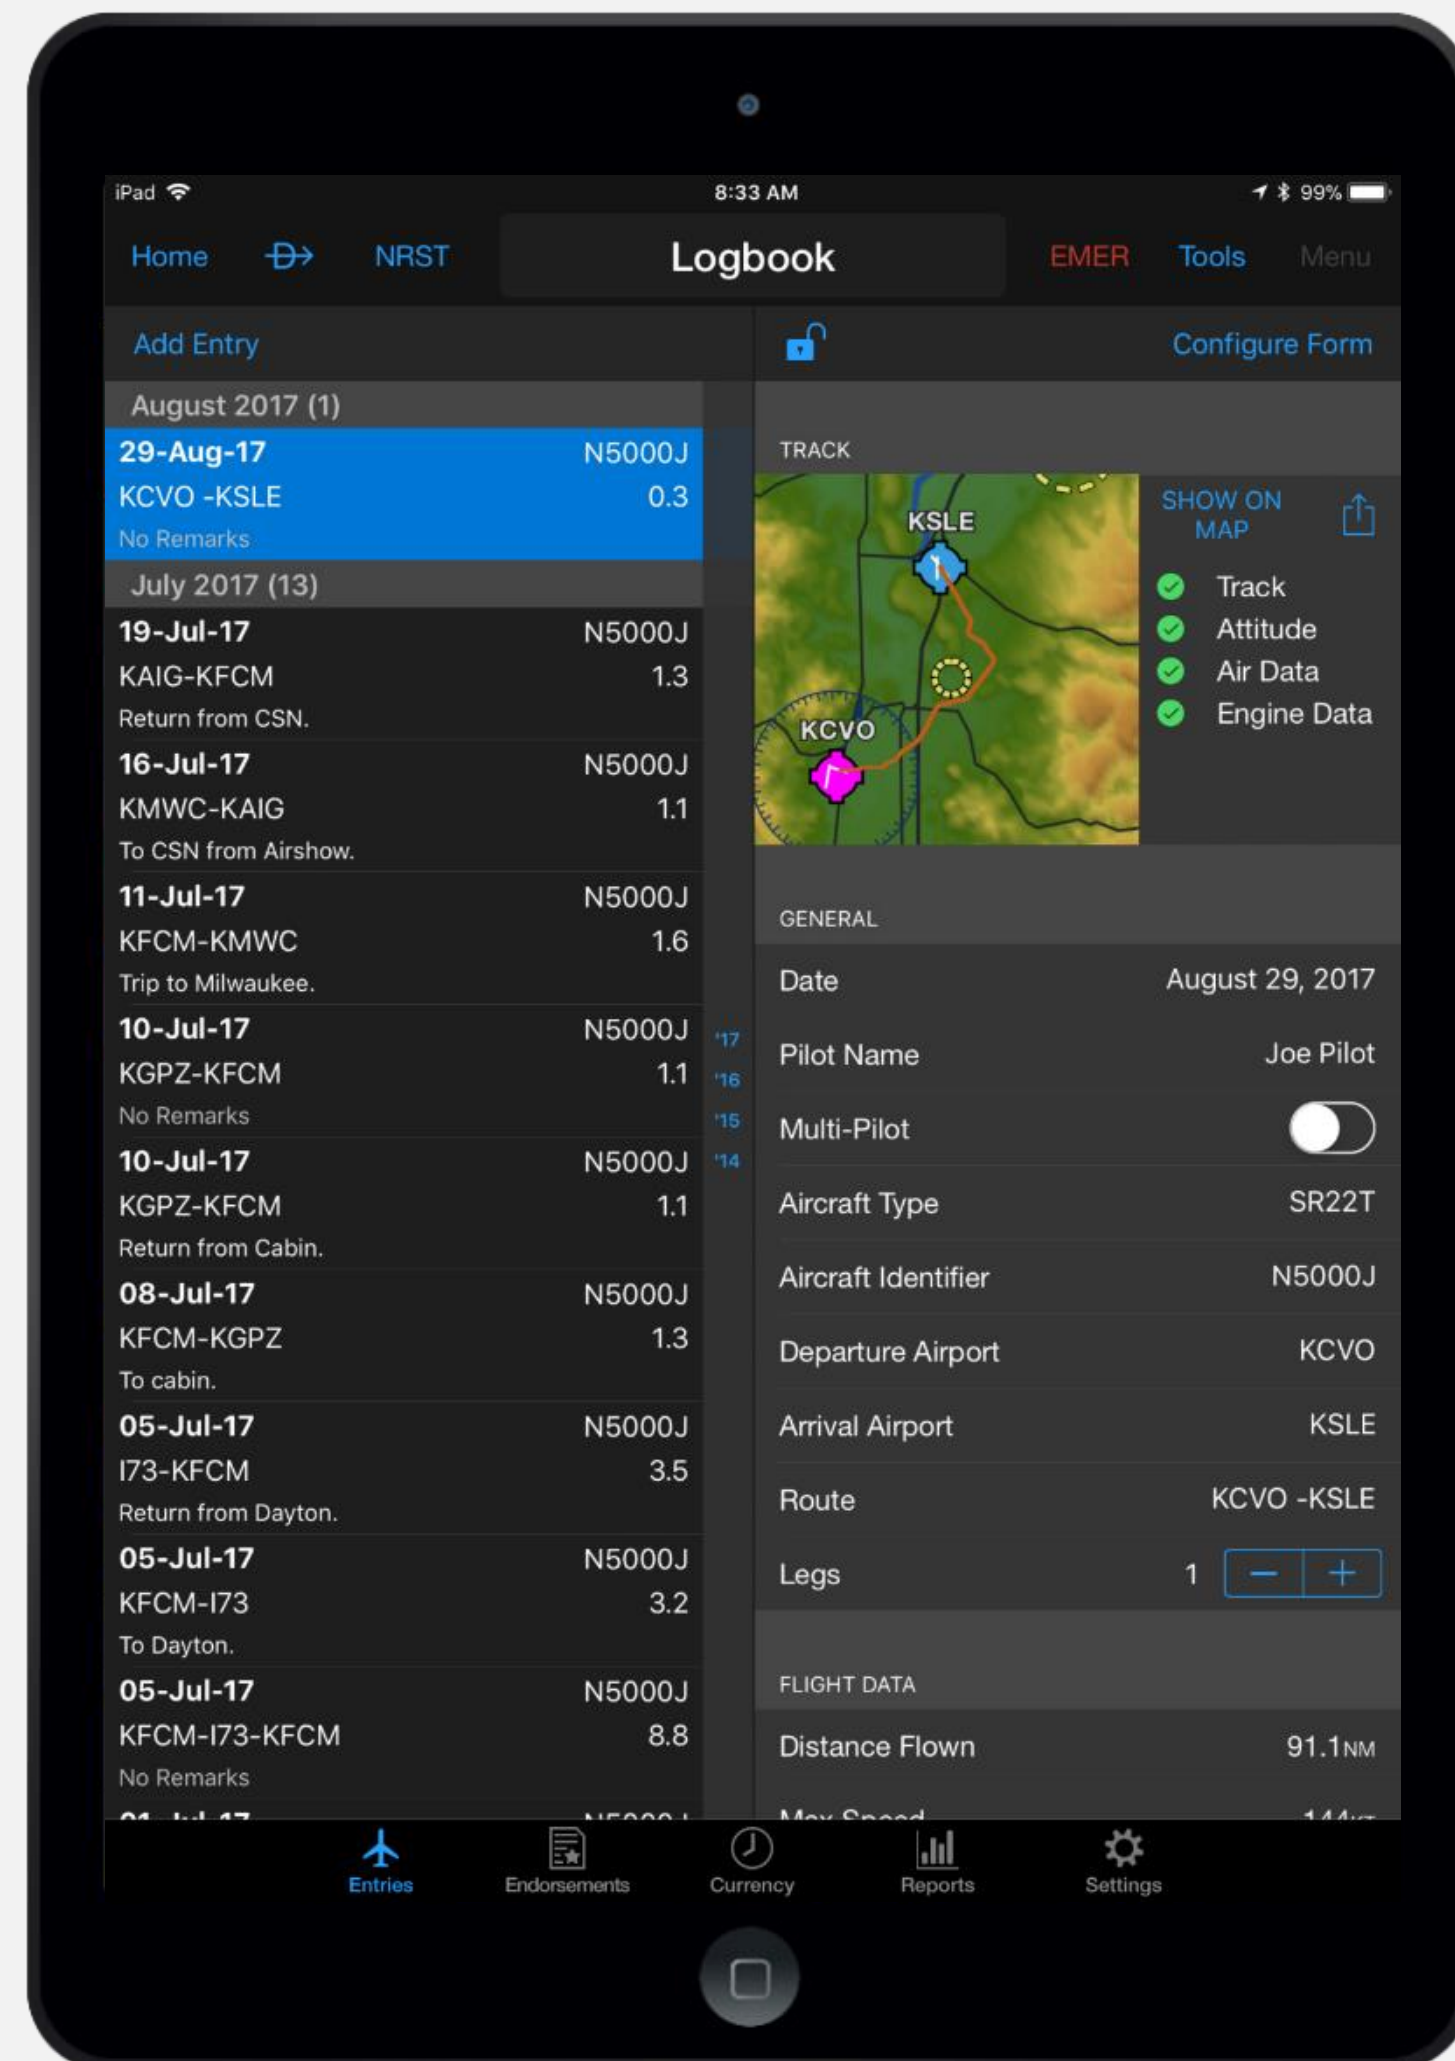 iPad 8:33 AM 99%
Home NRST Logbook EMER Tools Menu
Add Entry
Configure Form
August 2017 (1)
29-Aug-17 N5000J
KCVO -KSLE 0.3
No Remarks
July 2017 (13)
19-Jul-17 N5000J
KAIG-KFCM 1.3
Return from CSN.
16-Jul-17 N5000J
KMWC-KAIG 1.1
To CSN from Airshow.
11-Jul-17 N5000J
KFCM-KMWC 1.6
Trip to Milwaukee.
10-Jul-17 N5000J
KGPZ-KFCM 1.1
No Remarks
10-Jul-17 N5000J
KGPZ-KFCM 1.1
Return from Cabin.
08-Jul-17 N5000J
KFCM-KGPZ 1.3
To cabin.
05-Jul-17 N5000J
I73-KFCM 3.5
Return from Dayton.
05-Jul-17 N5000J
KFCM-I73 3.2
To Dayton.
05-Jul-17 N5000J
KFCM-I73-KFCM 8.8
No Remarks
'17
'16
'15
'14
TRACK
KSLE
KCVO
SHOW ON
MAP
Track
Attitude
Air Data
Engine Data
GENERAL
Date August 29, 2017
Pilot Name Joe Pilot
Multi-Pilot
Aircraft Type SR22T
Aircraft Identifier N5000J
Departure Airport KCVO
Arrival Airport KSLE
Route KCVO -KSLE
Legs 1 − +
FLIGHT DATA
Distance Flown 91.1NM
Max Speed 144KT
Entries Endorsements Currency Reports Settings